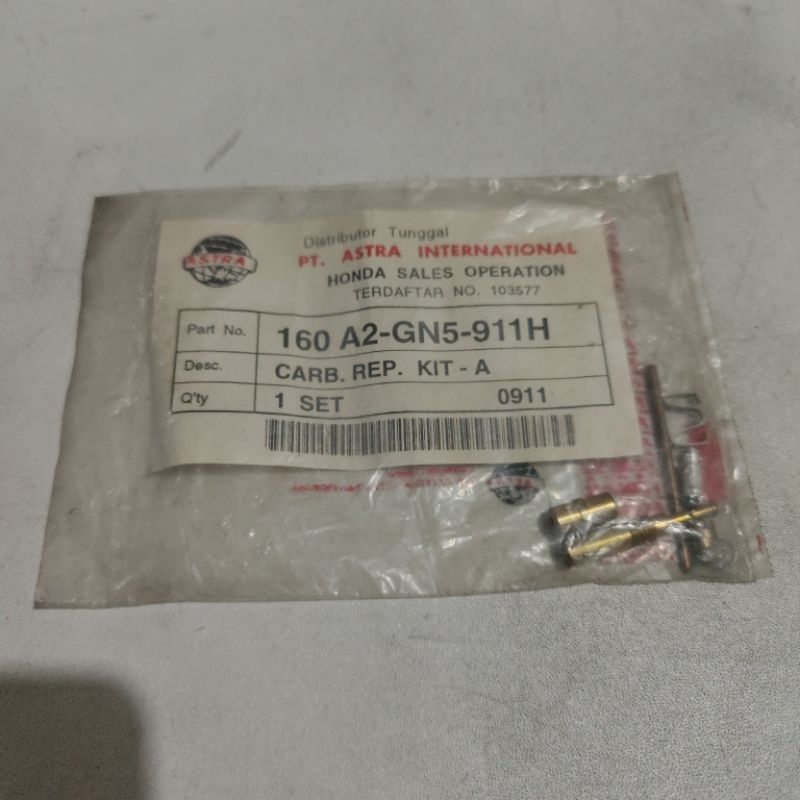 ASTRA
Distributor Tunggal
PT. ASTRA INTERNATIONAL
HONDA SALES OPERATION
TERDAFTAR NO. 103577
Part No. 160 A2-GN5-911H
Desc. CARB. REP. KIT - A
Q'ty 1 SET 0911